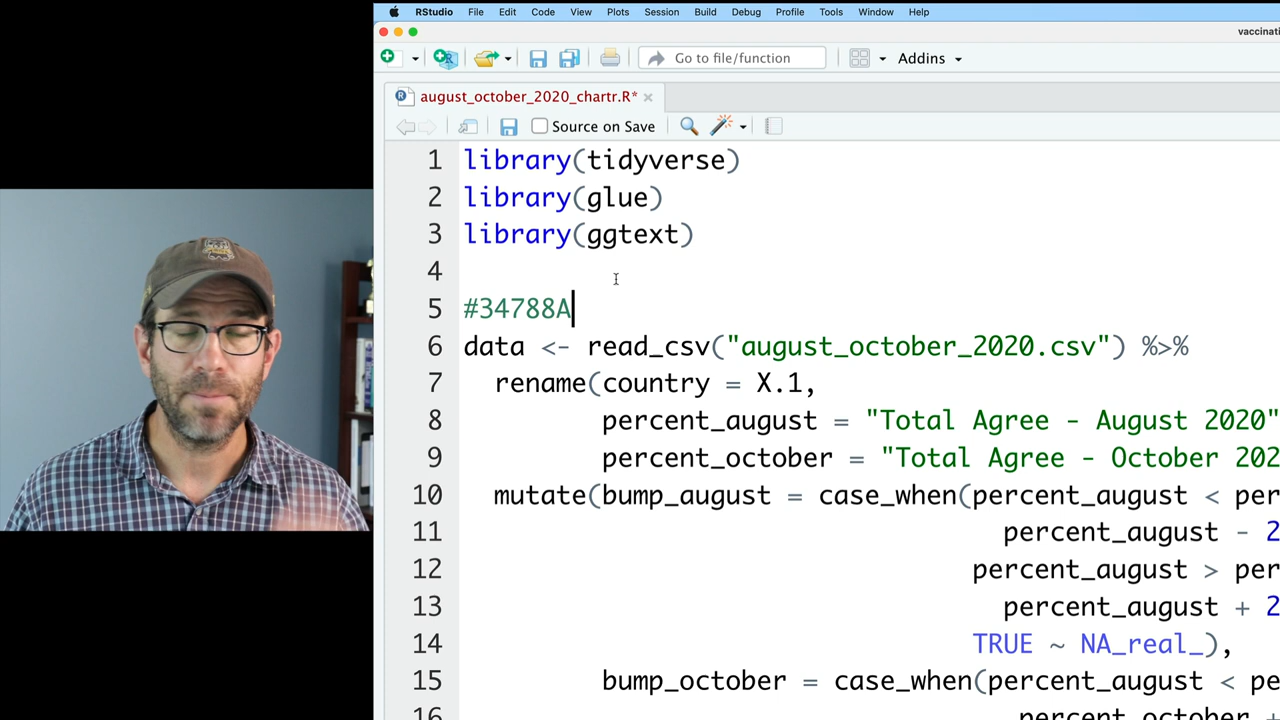 RStudio File Edit Code View Plots Session Build Debug Profile Tools Window Help
vaccinati
Go to file/function Addins
august_october_2020_chartr.R*
Source on Save
1 library(tidyverse)
2 library(glue)
3 library(ggtext)
4
5 #34788A
6 data <- read_csv("august_october_2020.csv") %>%
7 rename(country = X.1,
8 percent_august = "Total Agree - August 2020"
9 percent_october = "Total Agree - October 202
10 mutate(bump_august = case_when(percent_august < per
11 percent_august - 2
12 percent_august > per
13 percent_august + 2
14 TRUE ~ NA_real_),
15 bump_october = case_when(percent_august < pe
16 percent_october +